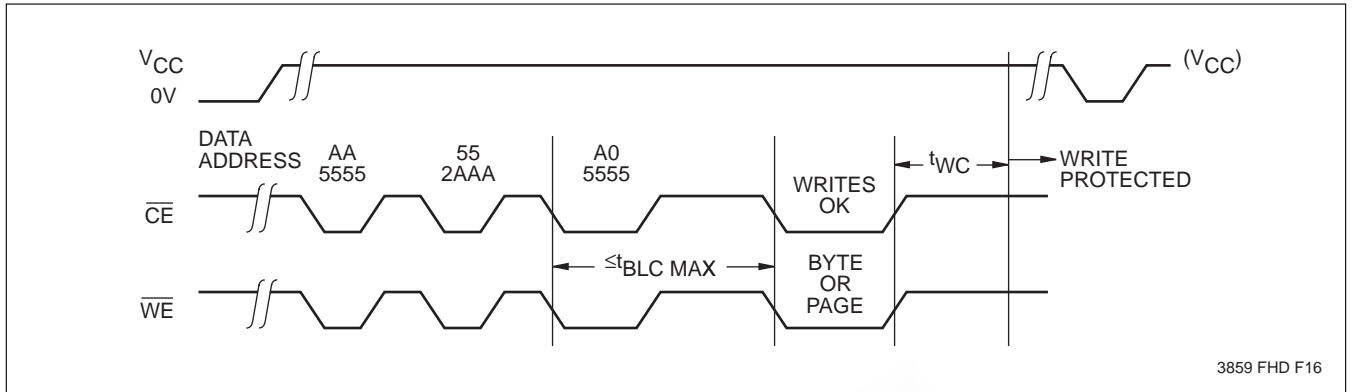 VCC
0V
(VCC)
DATA
ADDRESS
AA
5555
55
2AAA
A0
5555
WRITES
OK
tWC
WRITE
PROTECTED
CE
≤tBLC MAX
BYTE
OR
PAGE
WE
3859 FHD F16